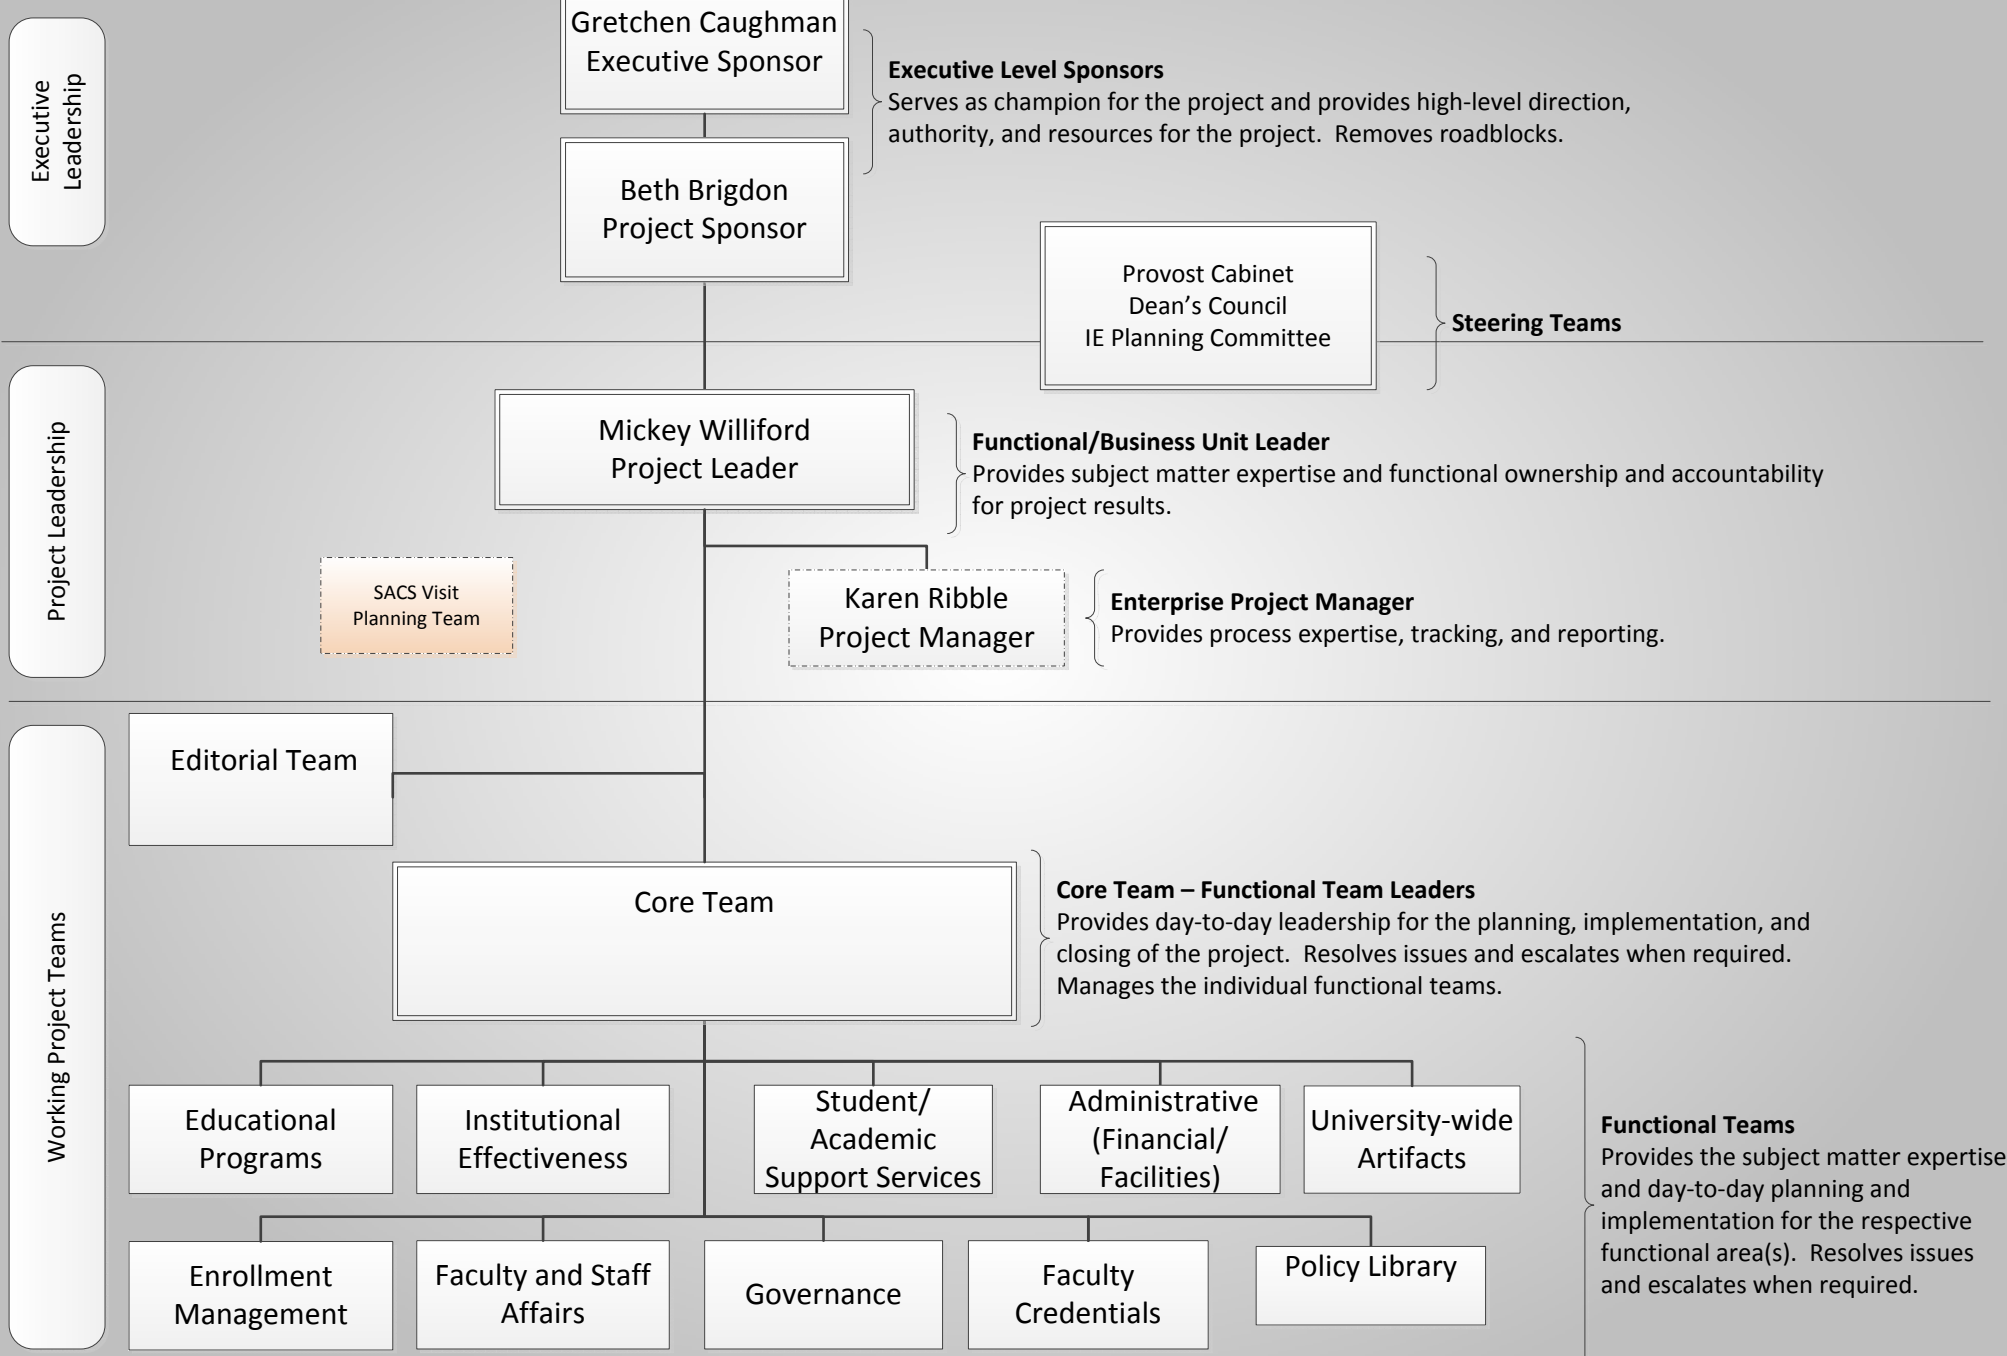 Executive
Leadership
Gretchen Caughman
Executive Sponsor
Executive Level Sponsors
Serves as champion for the project and provides high-level direction,
authority, and resources for the project.  Removes roadblocks.
Beth Brigdon
Project Sponsor
Provost Cabinet
Dean’s Council
IE Planning Committee
Steering Teams
Project Leadership
Mickey Williford
Project Leader
Functional/Business Unit Leader
Provides subject matter expertise and functional ownership and accountability
for project results.
SACS Visit
Planning Team
Karen Ribble
Project Manager
Enterprise Project Manager
Provides process expertise, tracking, and reporting.
Working Project Teams
Editorial Team
Core Team
Core Team – Functional Team Leaders
Provides day-to-day leadership for the planning, implementation, and
closing of the project.  Resolves issues and escalates when required.
Manages the individual functional teams.
Educational
Programs
Institutional
Effectiveness
Student/
Academic
Support Services
Administrative
(Financial/
Facilities)
University-wide
Artifacts
Functional Teams
Provides the subject matter expertise
and day-to-day planning and
implementation for the respective
functional area(s).  Resolves issues
and escalates when required.
Enrollment
Management
Faculty and Staff
Affairs
Governance
Faculty
Credentials
Policy Library